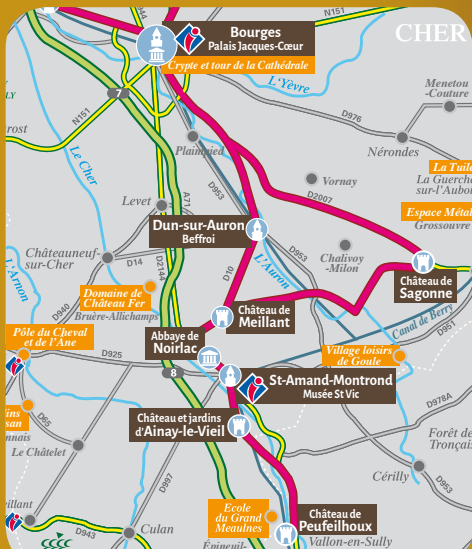 N151
CHER
Bourges
Palais Jacques-Cœur
Crypte et tour de la Cathédrale
L'Yèvre
Menetou
-Couture
7
N151
D976
rost
Plaimpied
Nérondes
Le Cher
La Tuile
La Guerche
sur-l'Aubois
D953
Vornay
A71
D2007
Levet
Espace Métal
Grossouvre
Dun-sur-Auron
Beffroi
D953
Châteauneuf-
sur-Cher
D14
D2144
L'Auron
Chalivoy
-Milon
L'Arnon
D10
Château de
Sagonne
Domaine de
Château Fer
Bruère-Allichamps
D940
Château de
Meillant
Canal de Berry
D951
Pôle du Cheval
et de l'Ane
Abbaye de
Noirlac
D925
Village loisirs
de Goule
8
St-Amand-Montrond
Musée St Vic
D978A
D65
Château et jardins
d'Ainay-le-Vieil
Forêt de
Tronçai
Le Châtelet
Cérilly
D997
D953
Ecole
du Grand
Meaulnes
Château de
Peufeilhoux
D943
Culan
Vallon-en-Sully
Épineuil-